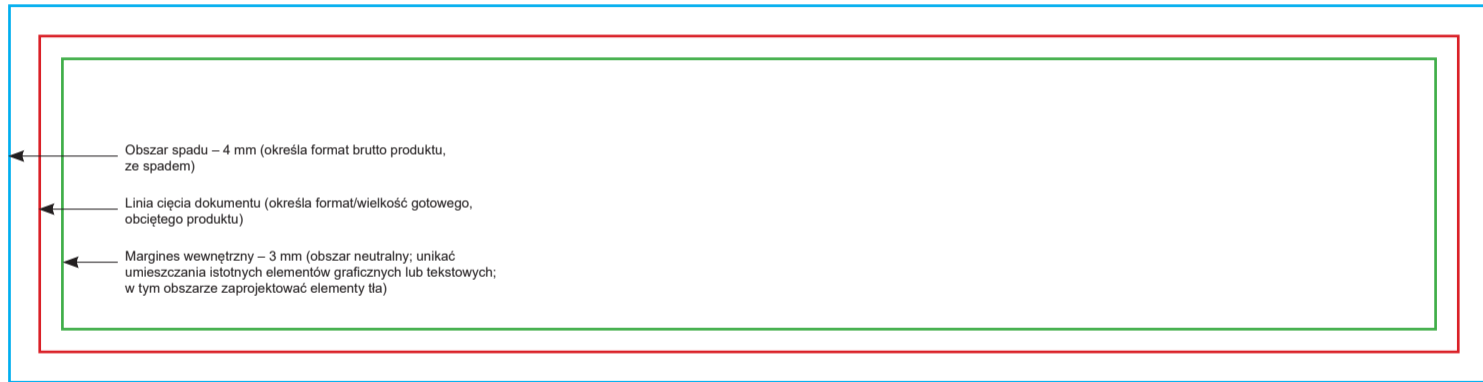 Obszar spadu – 4 mm (określa format brutto produktu,
ze spadem)
Linia cięcia dokumentu (określa format/wielkość gotowego,
obciętego produktu)
Margines wewnętrzny – 3 mm (obszar neutralny; unikać
umieszczania istotnych elementów graficznych lub tekstowych;
w tym obszarze zaprojektować elementy tła)